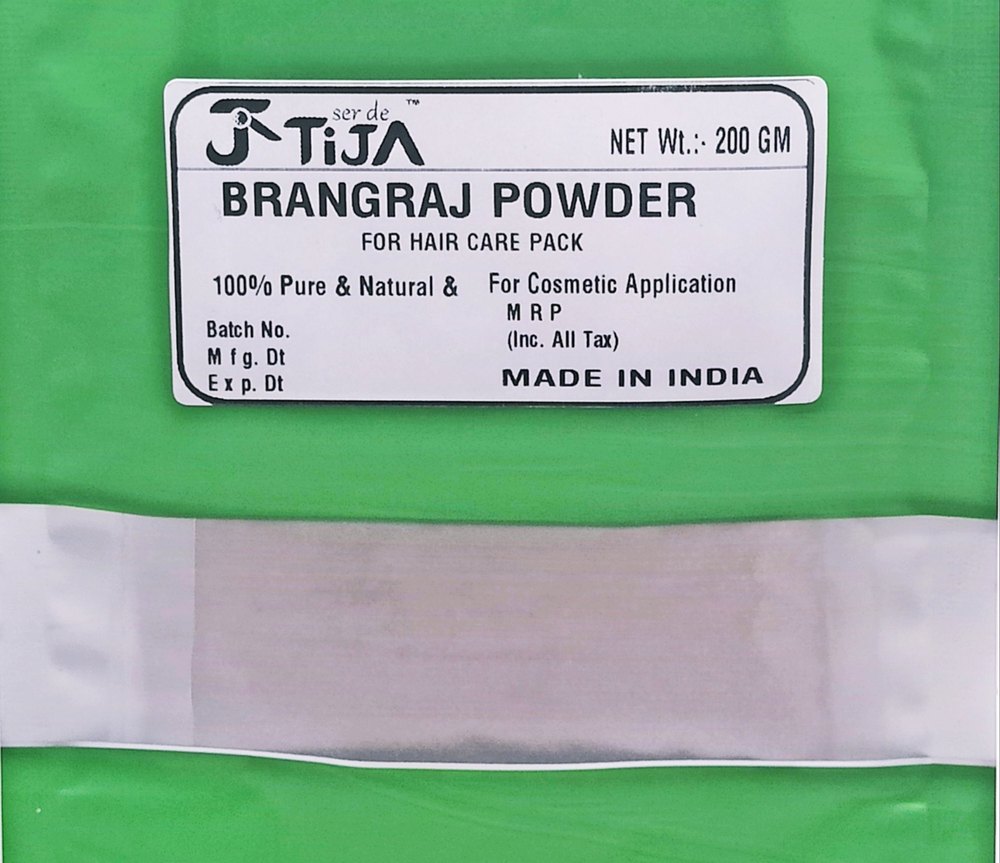 ser de ™
TiJA
NET Wt.:- 200 GM
BRANGRAJ POWDER
FOR HAIR CARE PACK
100% Pure & Natural & For Cosmetic Application
M R P
Batch No.
(Inc. All Tax)
M f g. Dt
E x p. Dt
MADE IN INDIA